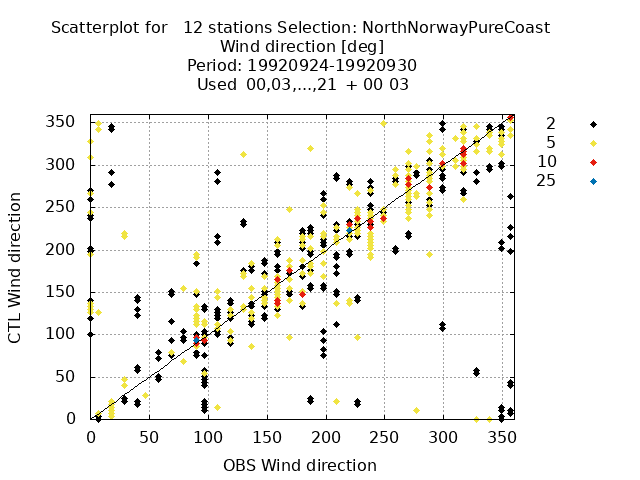 Scatterplot for   12 stations Selection: NorthNorwayPureCoast
Wind direction [deg]
Period: 19920924-19920930
Used  00,03,...,21  + 00 03
2
5
10
25
CTL Wind direction
350
300
250
200
150
100
50
0
0 50 100 150 200 250 300 350
OBS Wind direction